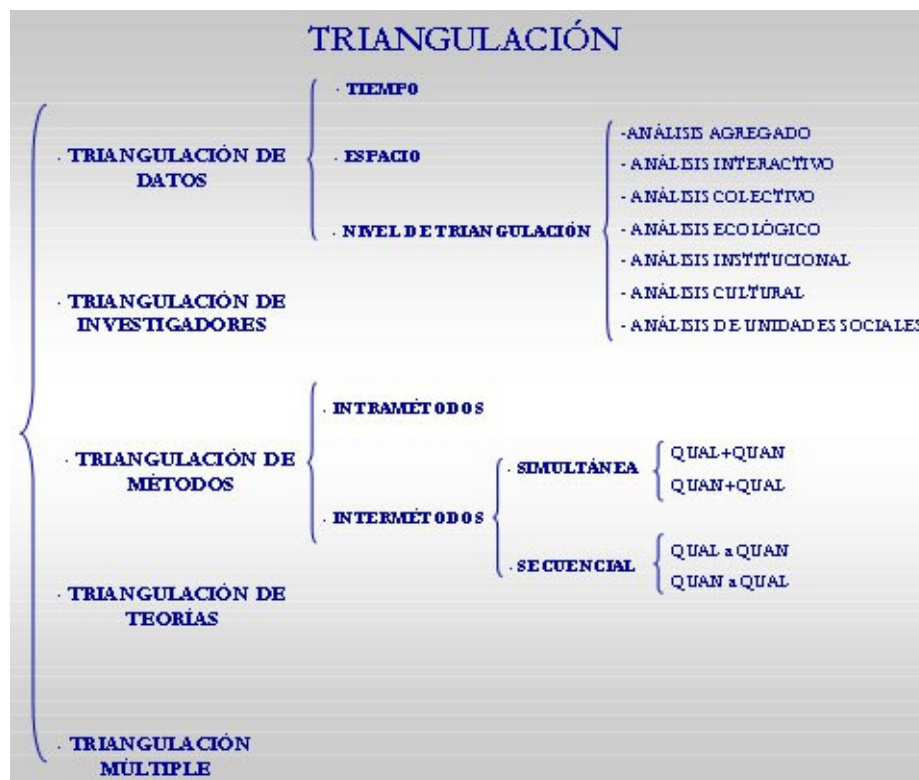 TRIANGULACIÓN
· TRIANGULACIÓN DE
DATOS
· TIEMPO
· ESPACIO
· NIVEL DE TRIANGULACIÓN
-ANÁLISIS AGREGADO
- ANÁLISIS INTERACTIVO
- ANÁLISIS COLECTIVO
- ANÁLISIS ECOLÓGICO
- ANÁLISIS INSTITUCIONAL
- ANÁLISIS CULTURAL
- ANÁLISIS DE UNIDADES SOCIALES
· TRIANGULACIÓN DE
INVESTIGADORES
· TRIANGULACIÓN DE
MÉTODOS
· INTRAMÉTODOS
· INTERMÉTODOS
· SIMULTÁNEA
QUAL+QUAN
QUAN+QUAL
· SECUENCIAL
QUAL a QUAN
QUAN a QUAL
· TRIANGULACIÓN DE
TEORÍAS
· TRIANGULACIÓN
MÚLTIPLE